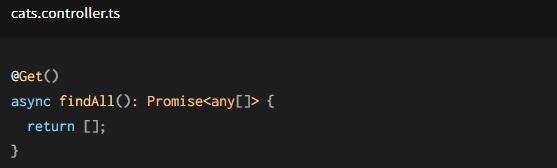 cats.controller.ts
@Get()
async findAll(): Promise<any[]> {
  return [];
}